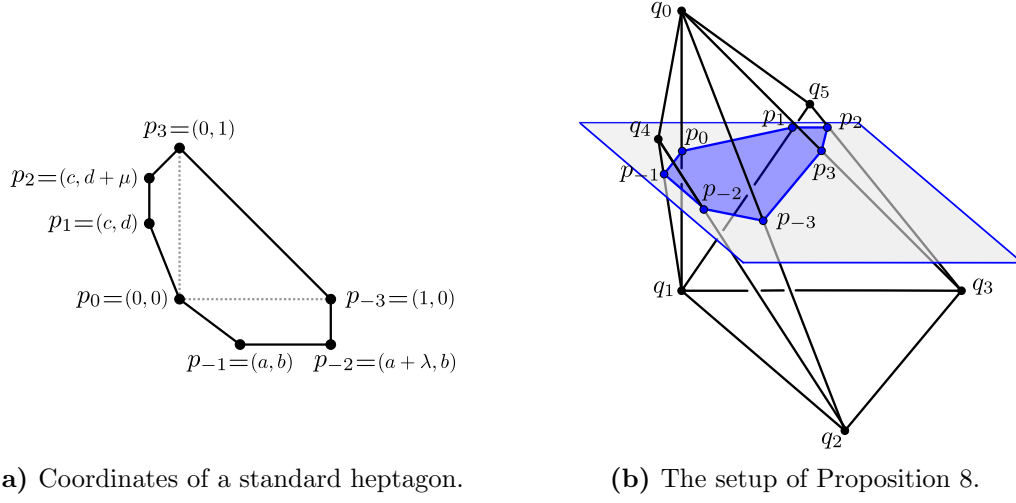 q₀
q₅
p₁
p₂
q₄
p₀
p₃=(0, 1)
p₃
p₋₁
p₂=(c, d + μ)
p₋₂
p₋₃
p₁=(c, d)
q₁
q₃
p₀=(0, 0)
p₋₃=(1, 0)
p₋₁=(a, b)
p₋₂=(a + λ, b)
q₂
a) Coordinates of a standard heptagon.
(b) The setup of Proposition 8.